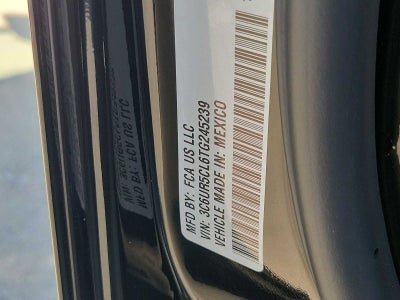 MFD BY: FCA US LLC
VIN: 3C6UR5CL6TG245239
VEHICLE MADE IN: MEXICO